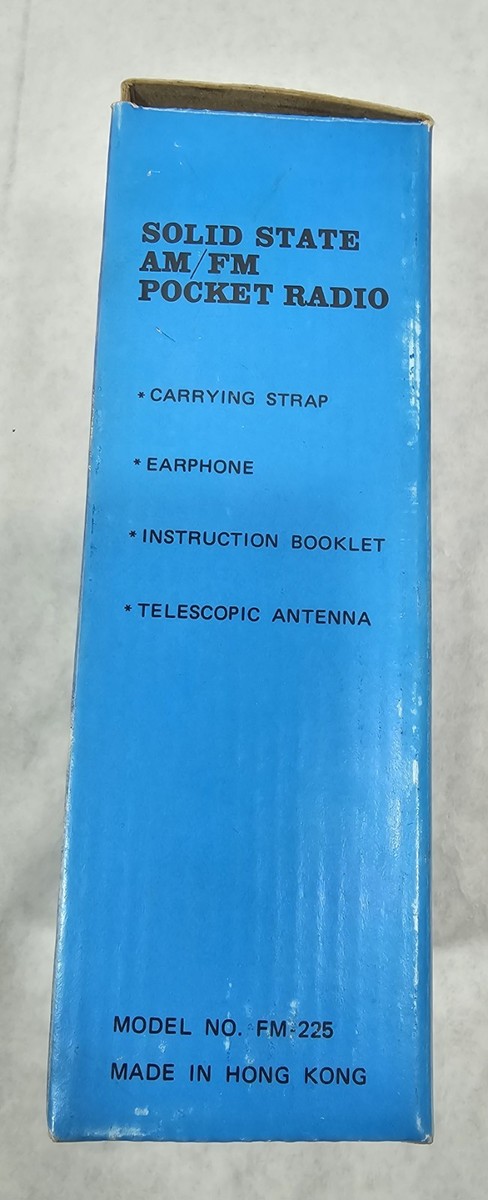 SOLID STATE
AM/FM
POCKET RADIO
* CARRYING STRAP
* EARPHONE
* INSTRUCTION BOOKLET
* TELESCOPIC ANTENNA
MODEL NO. FM-225
MADE IN HONG KONG